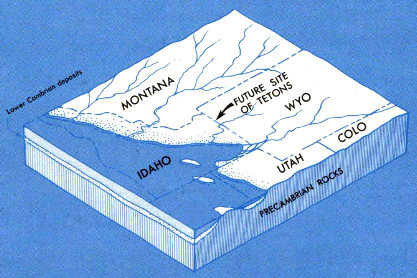 Lower Cambrian deposits
MONTANA
FUTURE SITE
OF TETONS
WYO
IDAHO
UTAH
COLO
PRECAMBRIAN ROCKS